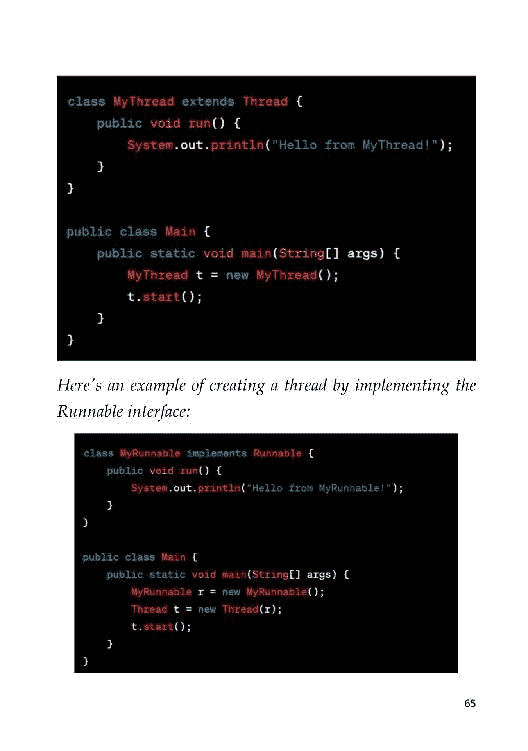 class MyThread extends Thread {
    public void run() {
        System.out.println("Hello from MyThread!");
    }
}

public class Main {
    public static void main(String[] args) {
        MyThread t = new MyThread();
        t.start();
    }
}
Here's an example of creating a thread by implementing the
Runnable interface:
class MyRunnable implements Runnable {
    public void run() {
        System.out.println("Hello from MyRunnable!");
    }
}

public class Main {
    public static void main(String[] args) {
        MyRunnable r = new MyRunnable();
        Thread t = new Thread(r);
        t.start();
    }
}
65